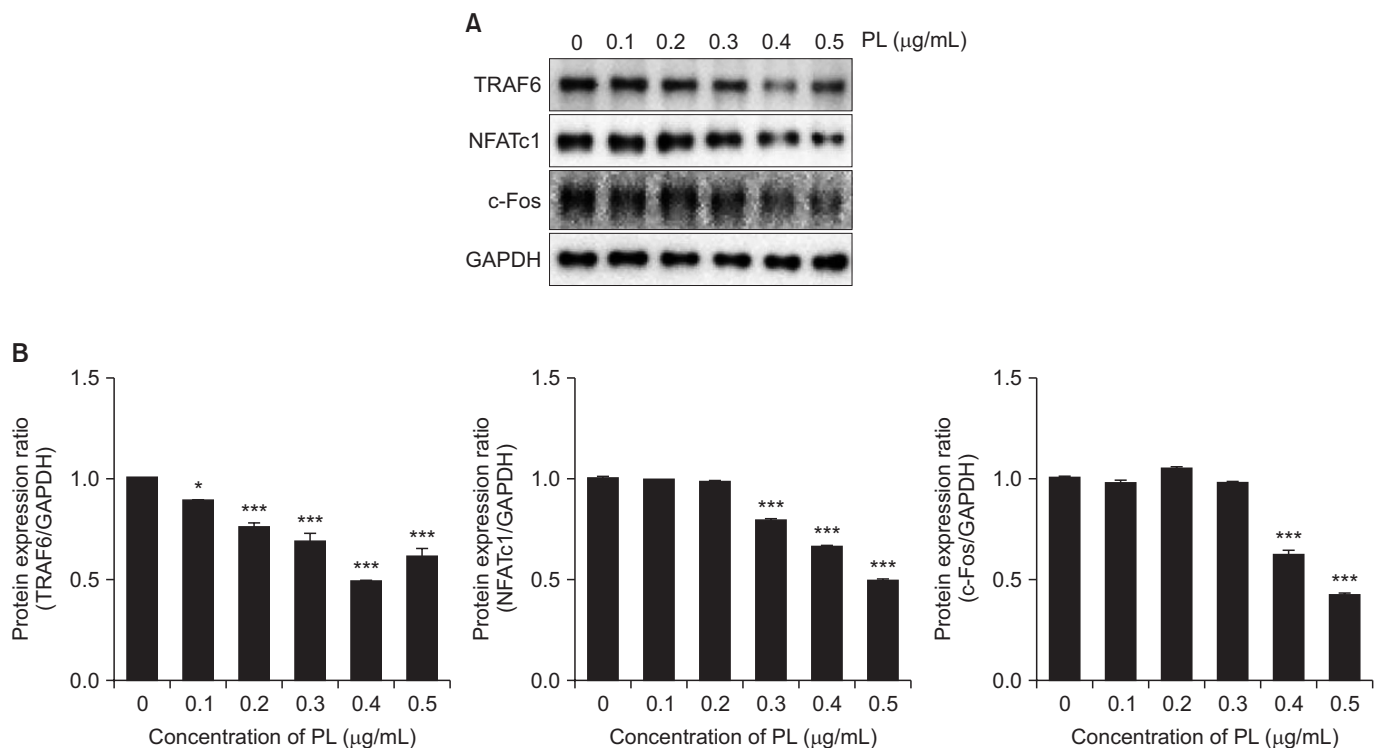 A
0 0.1 0.2 0.3 0.4 0.5 PL (μg/mL)
TRAF6
NFATc1
c-Fos
GAPDH
B
Protein expression ratio
(TRAF6/GAPDH)
1.5
1.0
0.5
0.0
*
***
***
***
***
0 0.1 0.2 0.3 0.4 0.5
Concentration of PL (μg/mL)
Protein expression ratio
(NFATc1/GAPDH)
1.5
1.0
0.5
0.0
***
***
***
0 0.1 0.2 0.3 0.4 0.5
Concentration of PL (μg/mL)
Protein expression ratio
(c-Fos/GAPDH)
1.5
1.0
0.5
0.0
***
***
0 0.1 0.2 0.3 0.4 0.5
Concentration of PL (μg/mL)